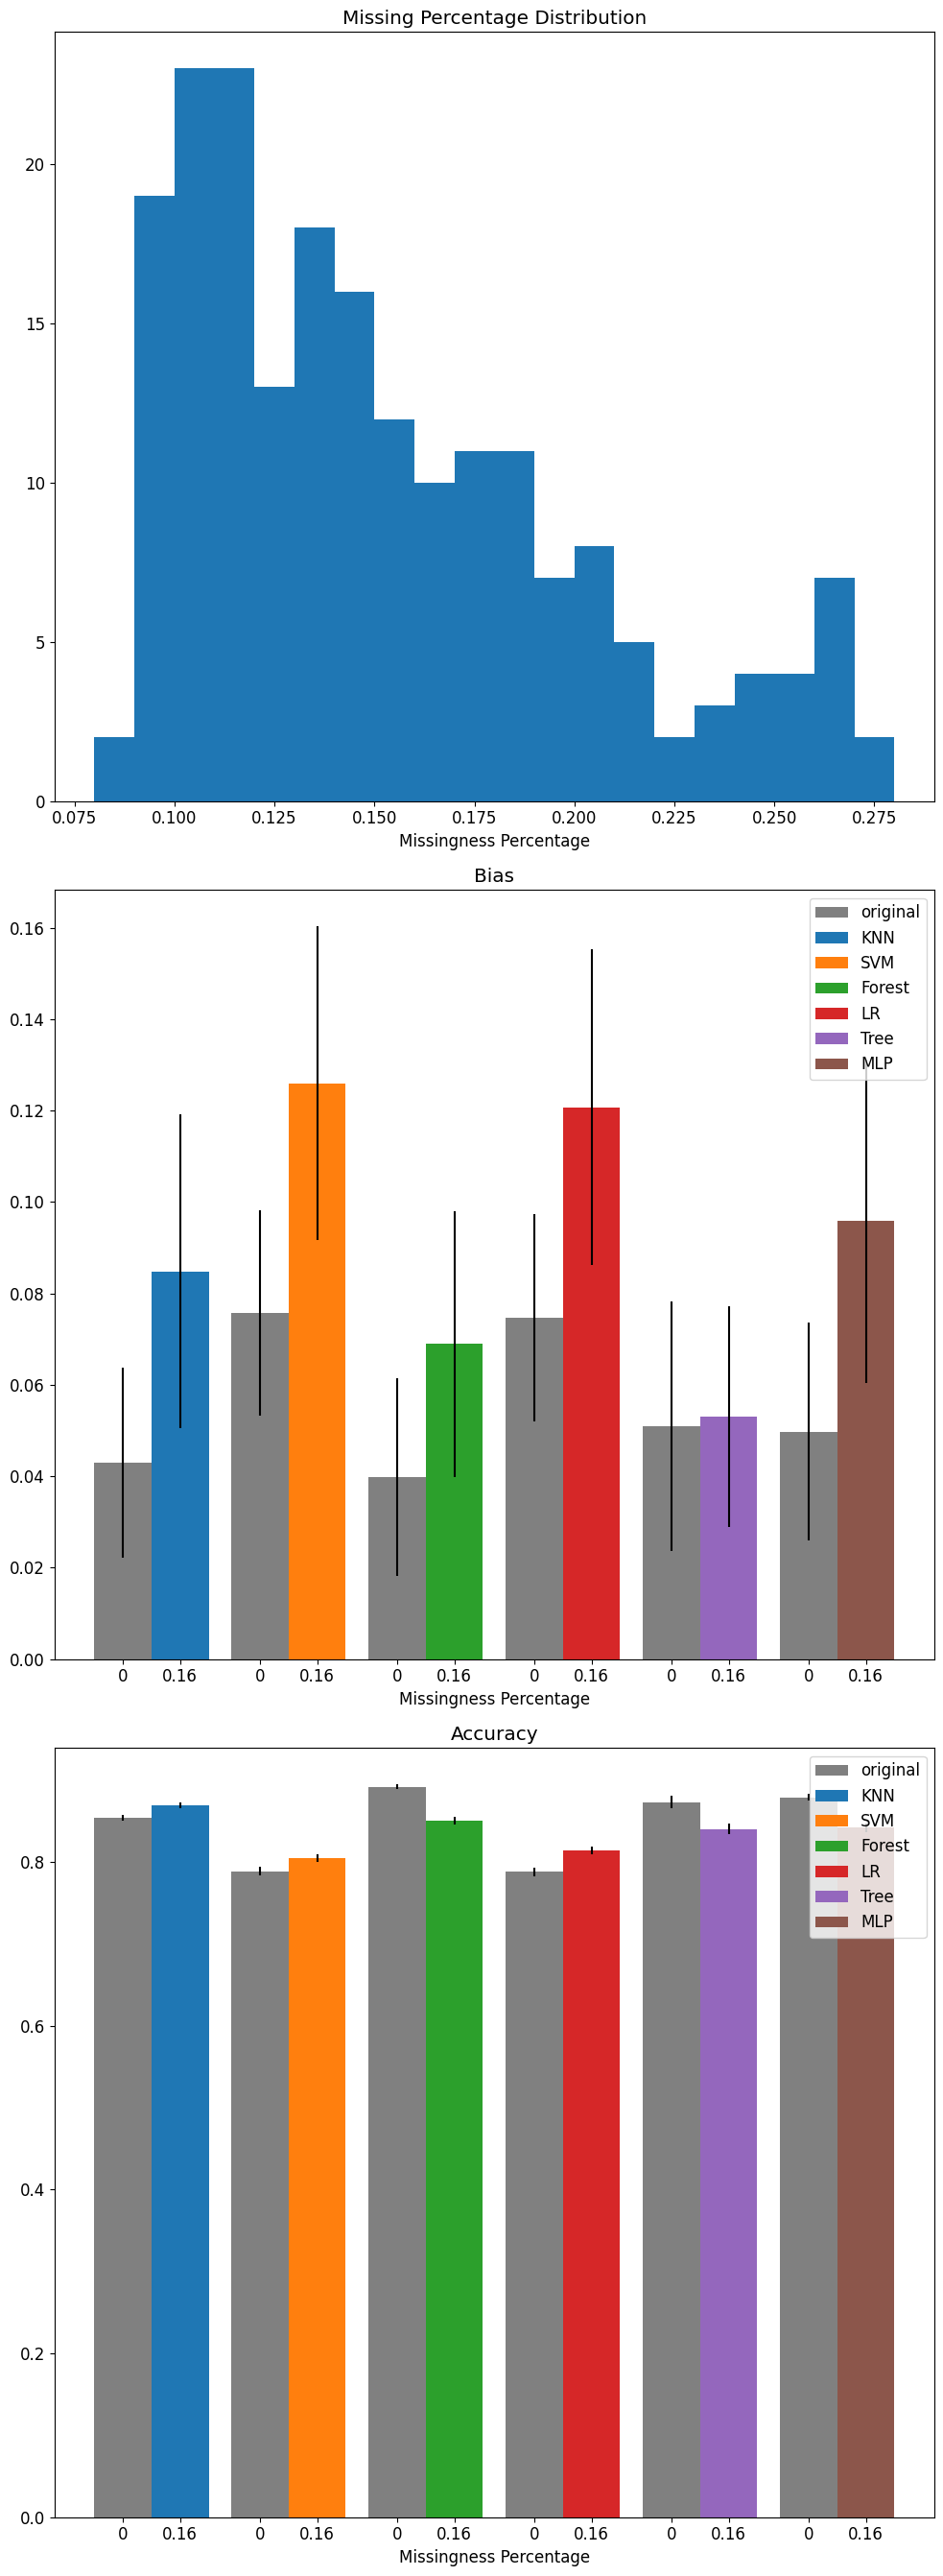 Missing Percentage Distribution
20
15
10
5
0
0.075 0.100 0.125 0.150 0.175 0.200 0.225 0.250 0.275
Missingness Percentage
Bias
0.16
0.14
0.12
0.10
0.08
0.06
0.04
0.02
0.00
original
KNN
SVM
Forest
LR
Tree
MLP
0 0.16 0 0.16 0 0.16 0 0.16 0 0.16 0 0.16
Missingness Percentage
Accuracy
0.8
0.6
0.4
0.2
0.0
original
KNN
SVM
Forest
LR
Tree
MLP
0 0.16 0 0.16 0 0.16 0 0.16 0 0.16 0 0.16
Missingness Percentage